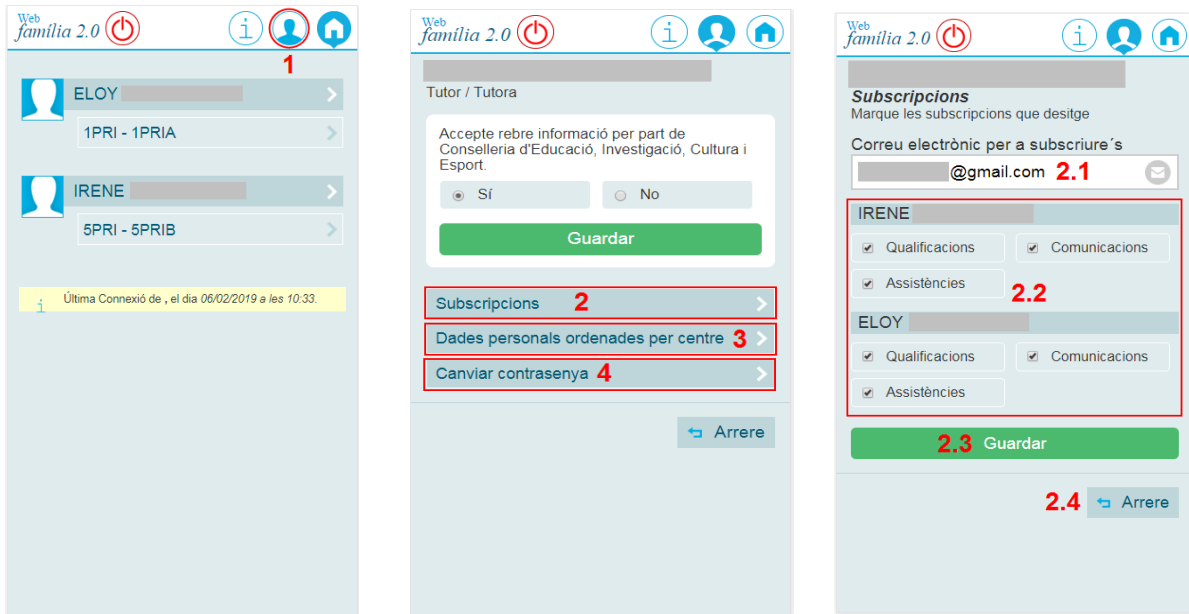 Web
família 2.0
i
1
ELOY
1PRI - 1PRIA
IRENE
5PRI - 5PRIB
i Última Connexió de , el dia 06/02/2019 a les 10:33.
Web
família 2.0
i
Tutor / Tutora
Accepte rebre informació per part de
Conselleria d'Educació, Investigació, Cultura i
Esport.
Sí No
Guardar
Subscripcions 2
Dades personals ordenades per centre 3
Canviar contrasenya 4
Arrere
Web
família 2.0
i
Subscripcions
Marque les subscripcions que desitge
Correu electrònic per a subscriure´s
@gmail.com 2.1
IRENE
Qualificacions Comunicacions
Assistències
2.2
ELOY
Qualificacions Comunicacions
Assistències
2.3 Guardar
2.4 Arrere